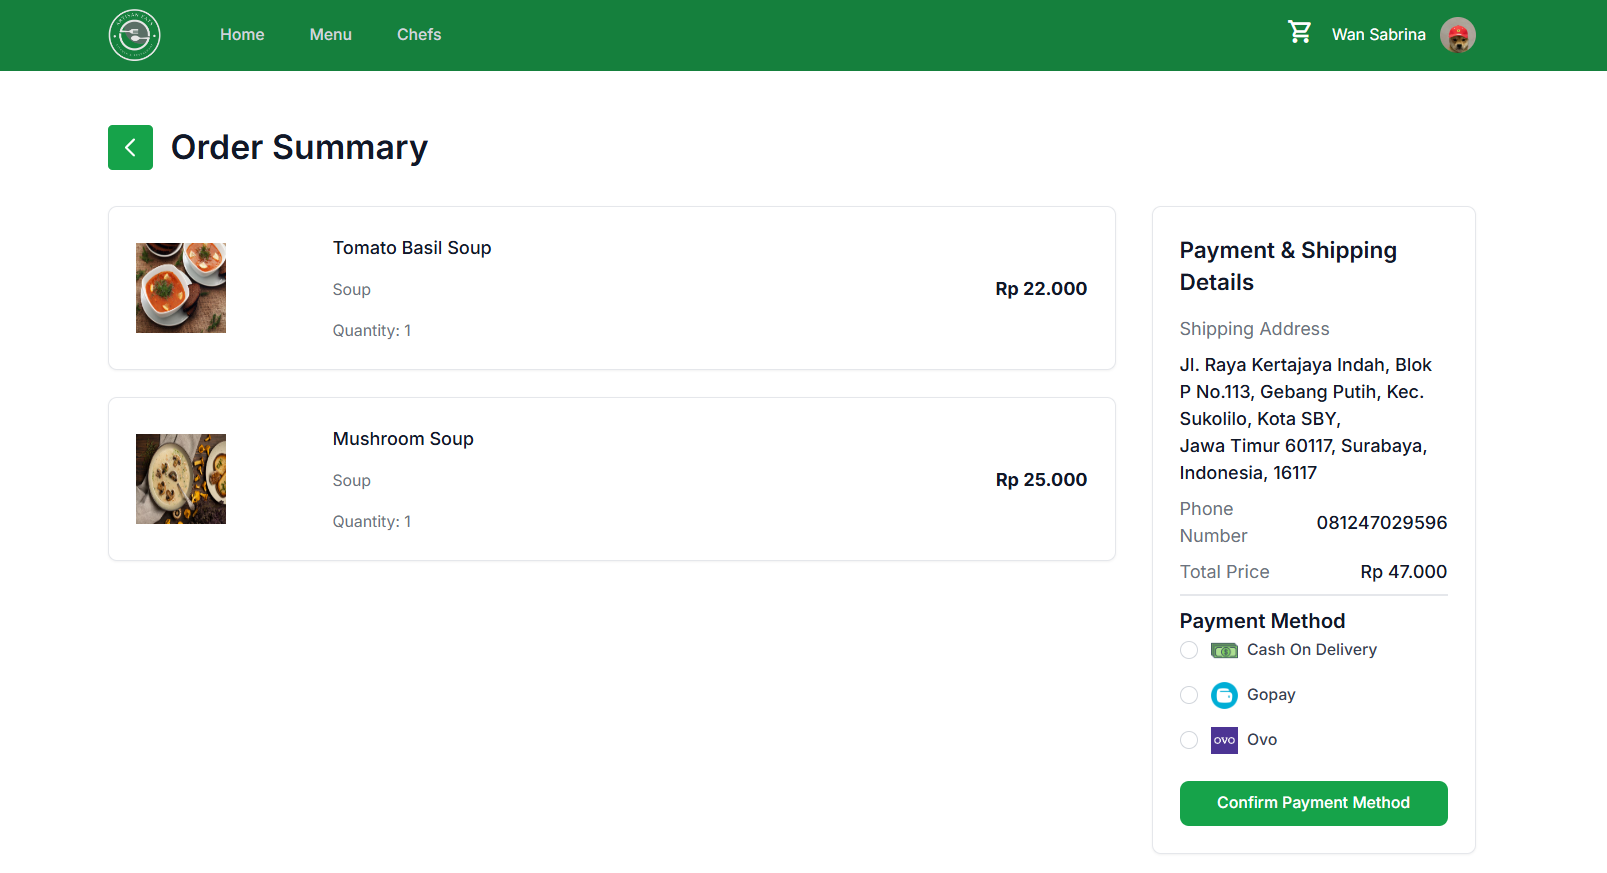 Home
Menu
Chefs
Wan Sabrina
Order Summary
Tomato Basil Soup
Soup
Quantity: 1
Rp 22.000
Mushroom Soup
Soup
Quantity: 1
Rp 25.000
Payment & Shipping
Details
Shipping Address
Jl. Raya Kertajaya Indah, Blok
P No.113, Gebang Putih, Kec.
Sukolilo, Kota SBY,
Jawa Timur 60117, Surabaya,
Indonesia, 16117
Phone
Number
081247029596
Total Price
Rp 47.000
Payment Method
Cash On Delivery
Gopay
OVO
Ovo
Confirm Payment Method